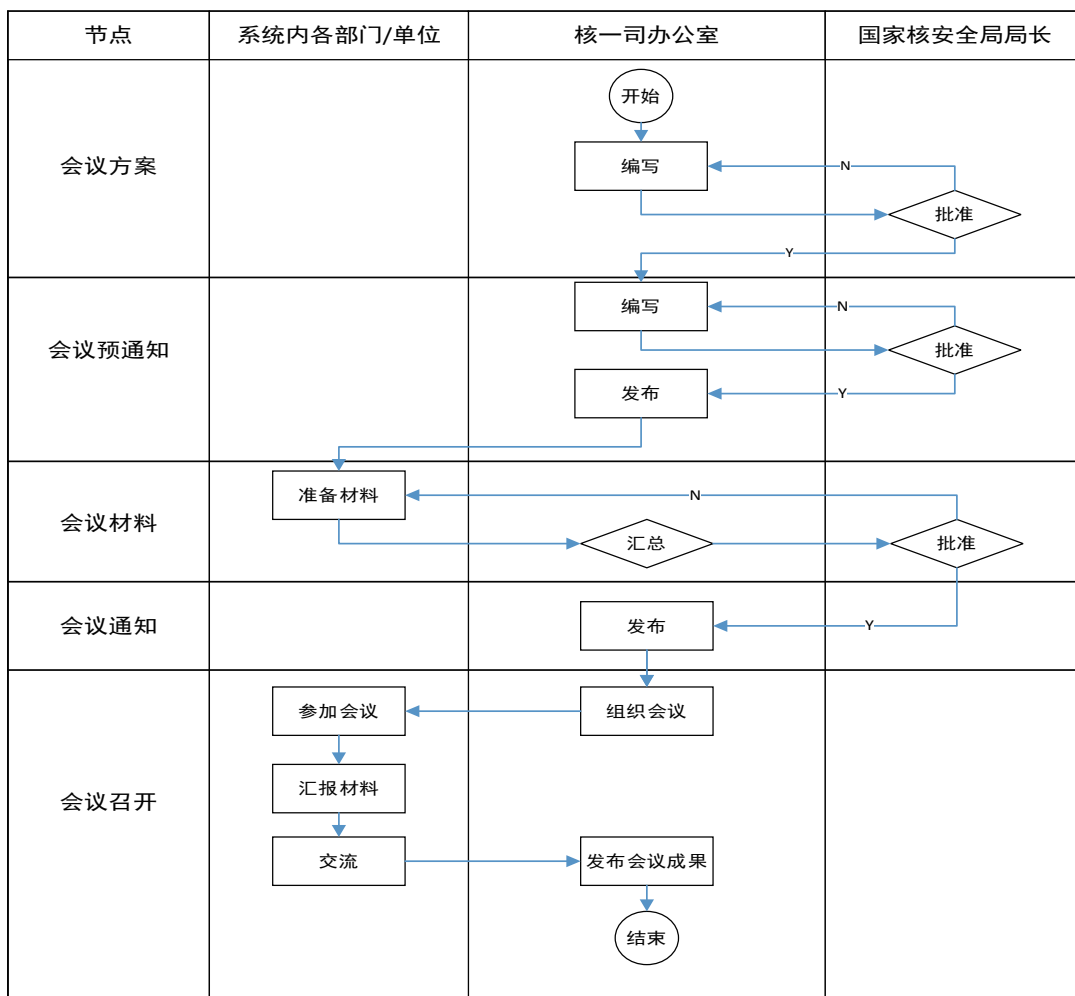 节点
系统内各部门/单位
核一司办公室
国家核安全局局长
开始
会议方案
编写
N
批准
Y
会议预通知
编写
N
批准
发布
Y
会议材料
准备材料
N
汇总
批准
会议通知
发布
Y
会议召开
参加会议
组织会议
汇报材料
交流
发布会议成果
结束